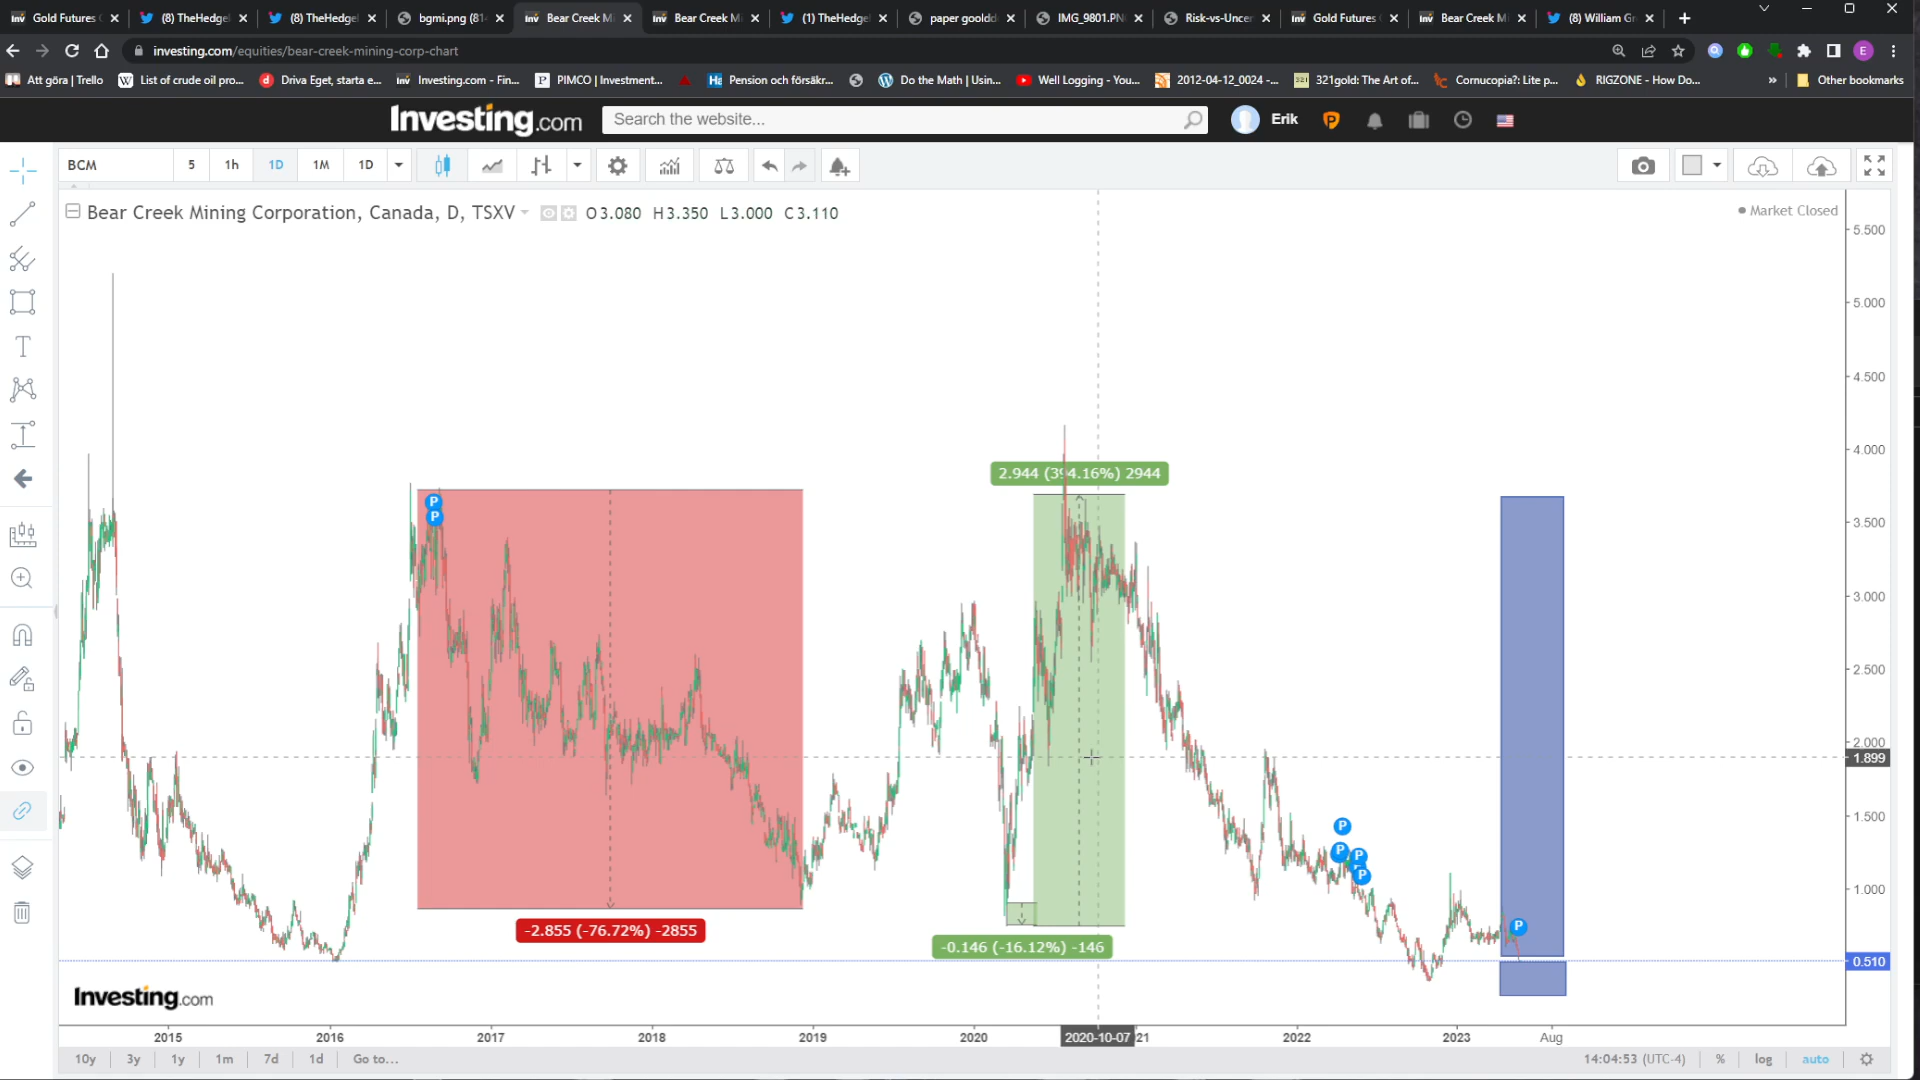 Gold Futures
(8) TheHedge
(8) TheHedge
bgmi.png (81
Bear Creek Mi
Bear Creek M
(1) TheHedge
paper goold
IMG_9801.PN
Risk-vs-Uncer
Gold Futures
Bear Creek Mi
(8) William Gr
investing.com/equities/bear-creek-mining-corp-chart
E
Att göra | Trello
List of crude oil pro...
Driva Eget, starta e...
Investing.com - Fin...
PIMCO | Investment...
Pension och försäkr...
Do the Math | Usin...
Well Logging - You...
2012-04-12_0024 -...
321gold: The Art of...
Cornucopia?: Lite p...
RIGZONE - How Do...
» Other bookmarks
Investing.com
Search the website...
Erik
BCM
5
1h
1D
1M
1D
Bear Creek Mining Corporation, Canada, D, TSXV
O3.080 H3.350 L3.000 C3.110
Market Closed
5.500
5.000
4.500
4.000
3.500
3.000
2.500
2.000
1.899
1.500
1.000
0.510
2.944 (394.16%) 2944
P
P
P
P
P
P
P
-2.855 (-76.72%) -2855
-0.146 (-16.12%) -146
Investing.com
2015
2016
2017
2018
2019
2020
2020-10-07
21
2022
2023
Aug
10y
3y
1y
1m
7d
1d
Go to...
14:04:53 (UTC-4)
%
log
auto